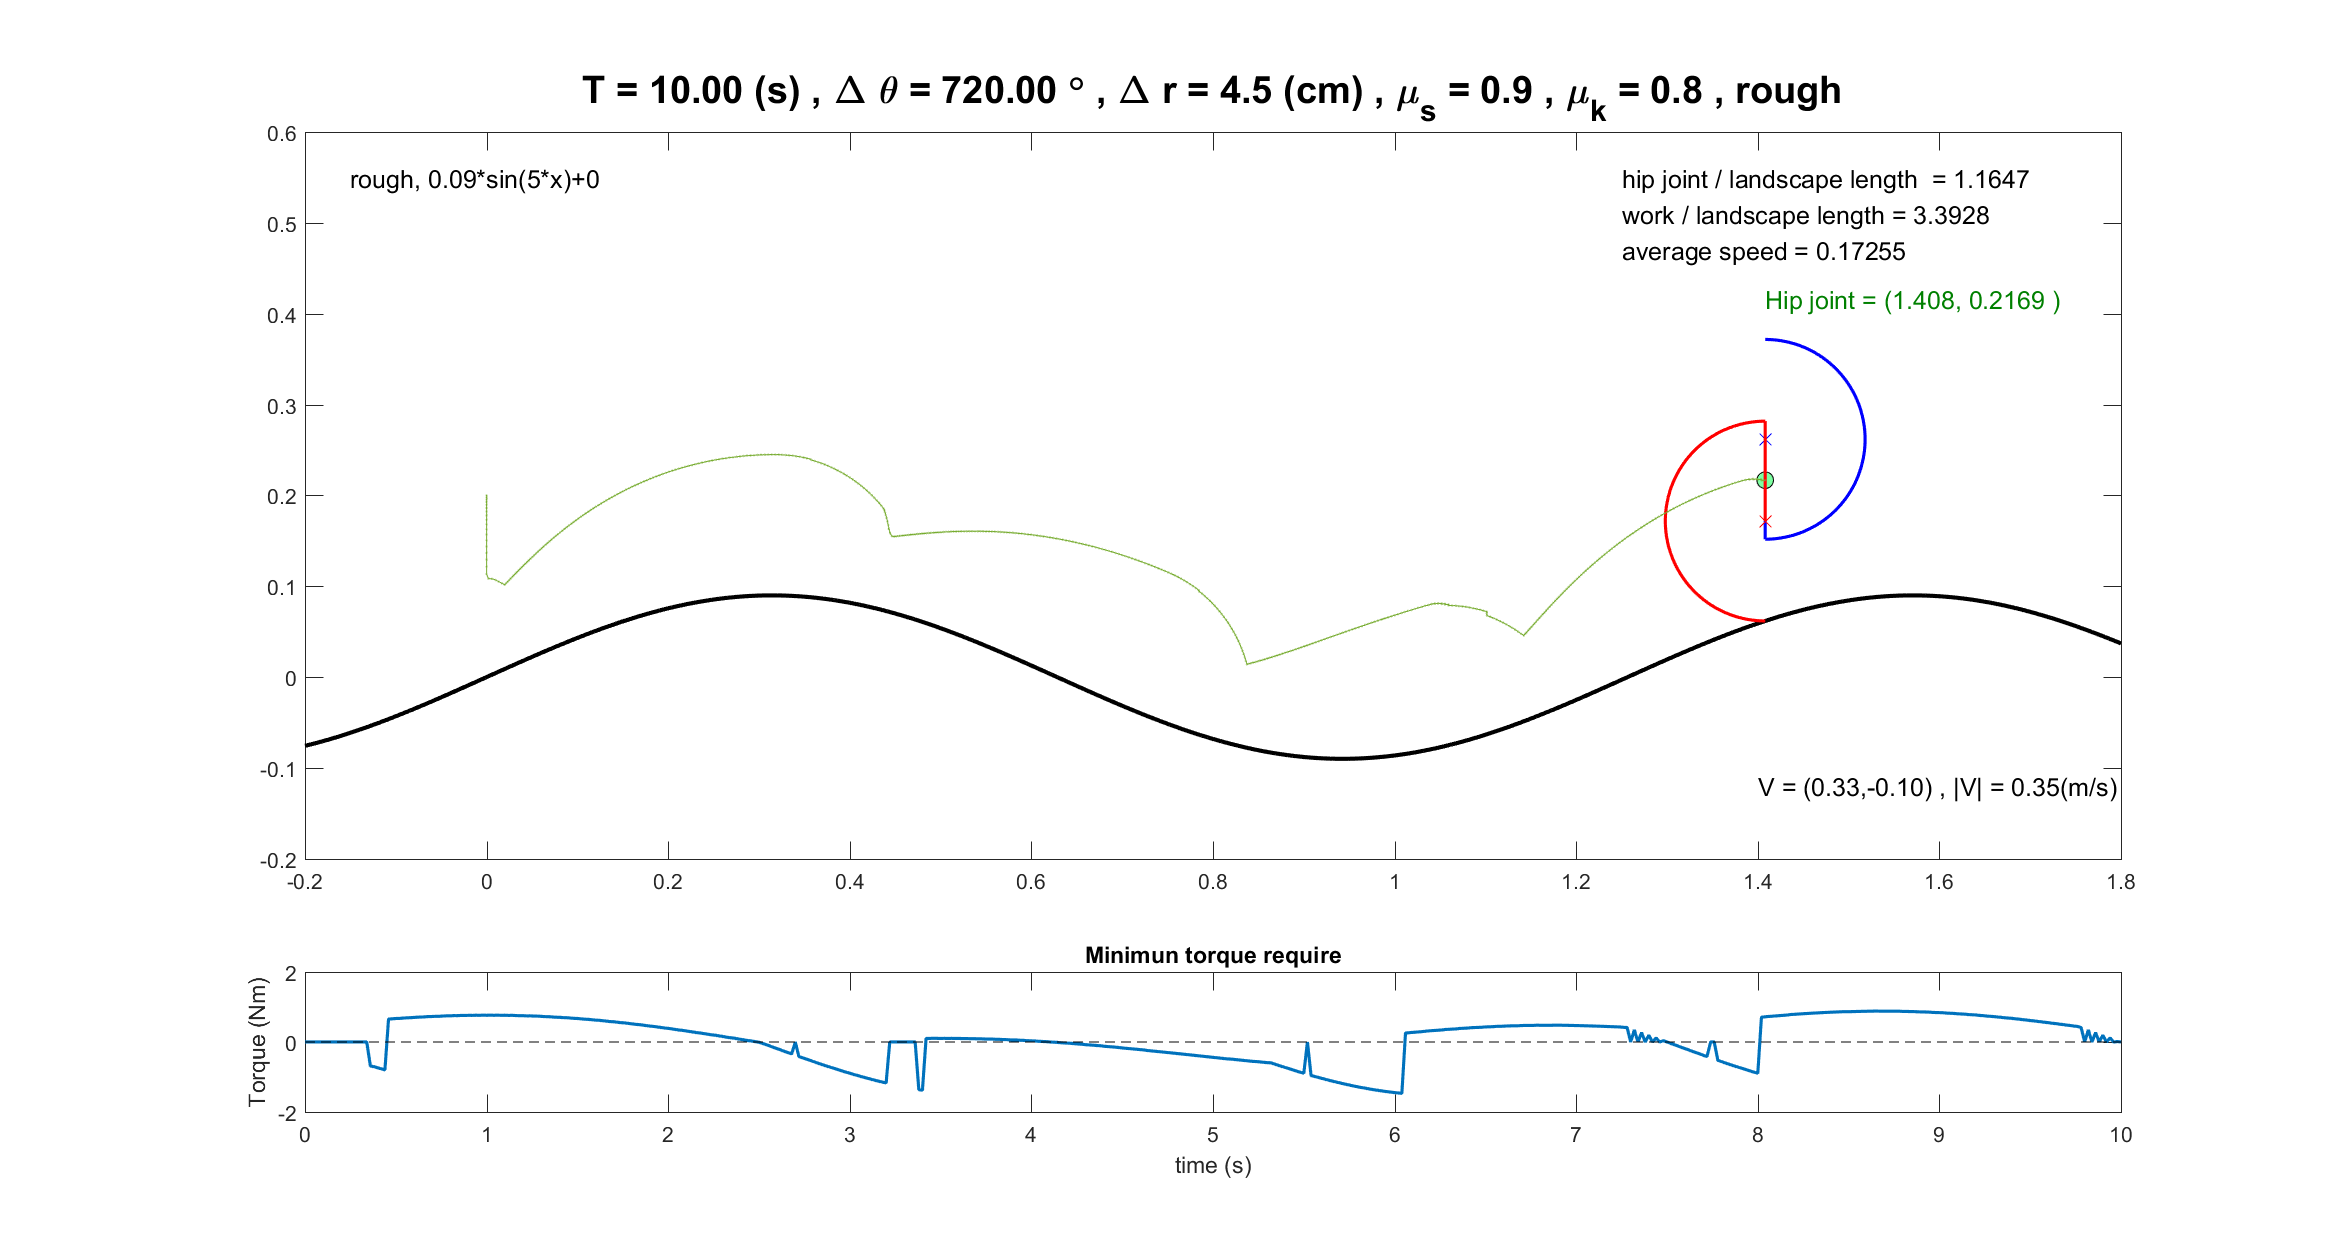 T = 10.00 (s) , Δ θ = 720.00 ° , Δ r = 4.5 (cm) , μs = 0.9 , μk = 0.8 , rough
0.6
0.5
0.4
0.3
0.2
0.1
0
-0.1
-0.2
rough, 0.09*sin(5*x)+0
hip joint / landscape length  = 1.1647
work / landscape length = 3.3928
average speed = 0.17255
Hip joint = (1.408, 0.2169 )
V = (0.33,-0.10) , |V| = 0.35(m/s)
-0.2 0 0.2 0.4 0.6 0.8 1 1.2 1.4 1.6 1.8
Minimun torque require
Torque (Nm)
2
0
-2
0 1 2 3 4 5 6 7 8 9 10
time (s)